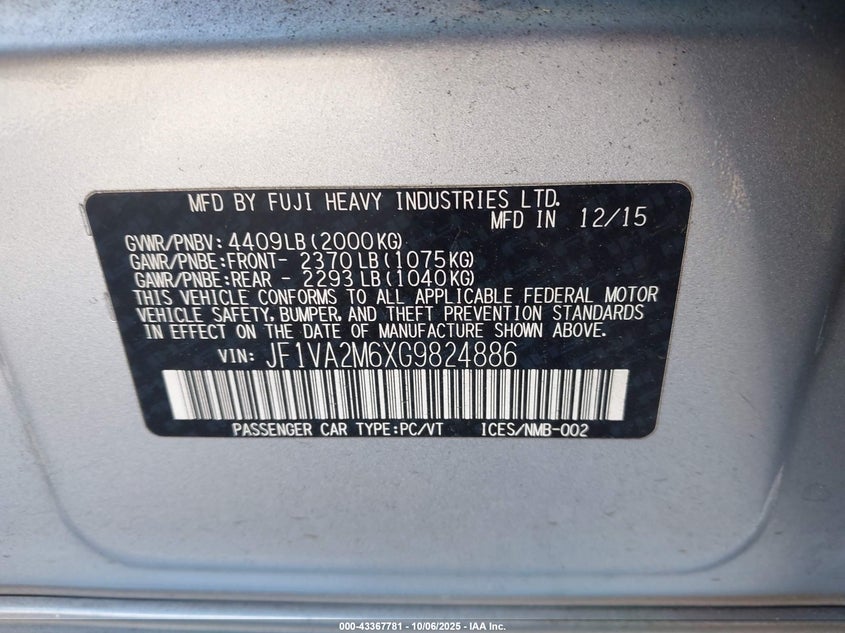 MFD BY FUJI HEAVY INDUSTRIES LTD.
MFD IN 12/15
GVWR/PNBV: 4409LB(2000KG)
GAWR/PNBE:FRONT- 2370LB(1075KG)
GAWR/PNBE:REAR - 2293LB(1040KG)
THIS VEHICLE CONFORMS TO ALL APPLICABLE FEDERAL MOTOR
VEHICLE SAFETY, BUMPER, AND THEFT PREVENTION STANDARDS
IN EFFECT ON THE DATE OF MANUFACTURE SHOWN ABOVE.
VIN: JF1VA2M6XG9824886
PASSENGER CAR TYPE:PC/VT ICES/NMB-002
000-43367781 - 10/06/2025 - IAA Inc.